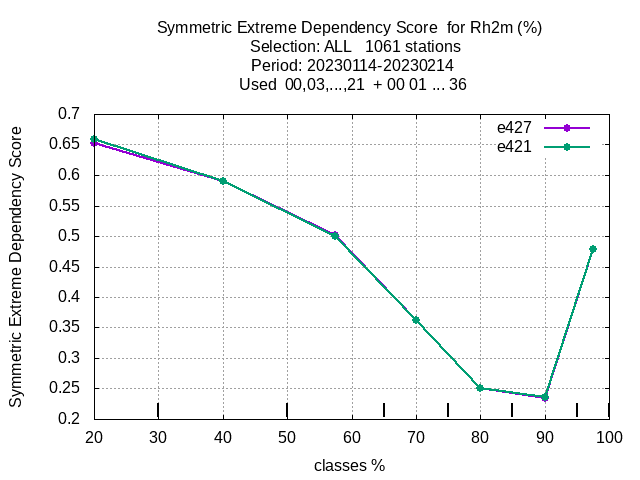 Symmetric Extreme Dependency Score  for Rh2m (%)
Selection: ALL   1061 stations
Period: 20230114-20230214
Used  00,03,...,21  + 00 01 ... 36
e427
e421
Symmetric Extreme Dependency Score
0.7
0.65
0.6
0.55
0.5
0.45
0.4
0.35
0.3
0.25
0.2
20 30 40 50 60 70 80 90 100
classes %